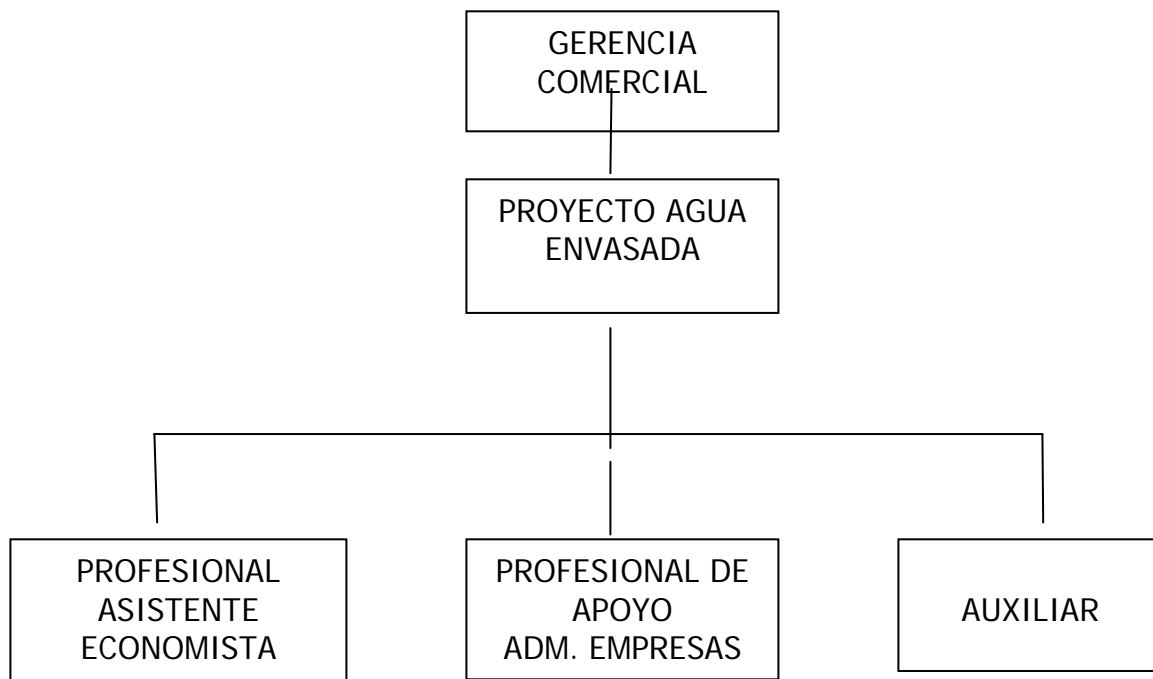 GERENCIA
COMERCIAL
PROYECTO AGUA
ENVASADA
PROFESIONAL
ASISTENTE
ECONOMISTA
PROFESIONAL DE
APOYO
ADM. EMPRESAS
AUXILIAR